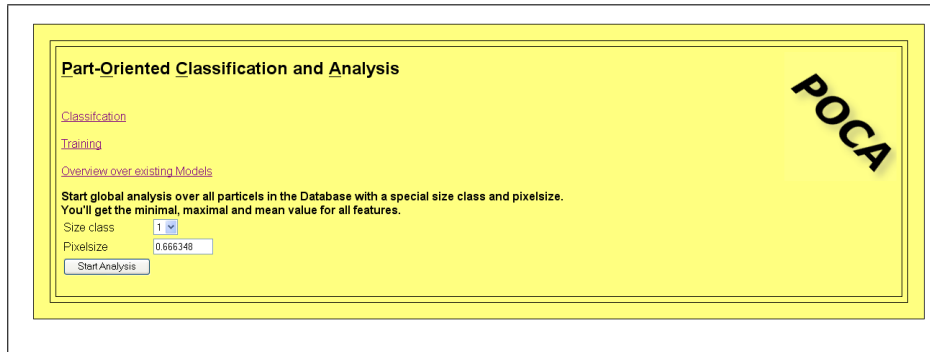 Part-Oriented Classification and Analysis
POCA
Classifcation
Training
Overview over existing Models
Start global analysis over all particels in the Database with a special size class and pixelsize.
You'll get the minimal, maximal and mean value for all features.
Size class 1
Pixelsize 0.666348
Start Analysis